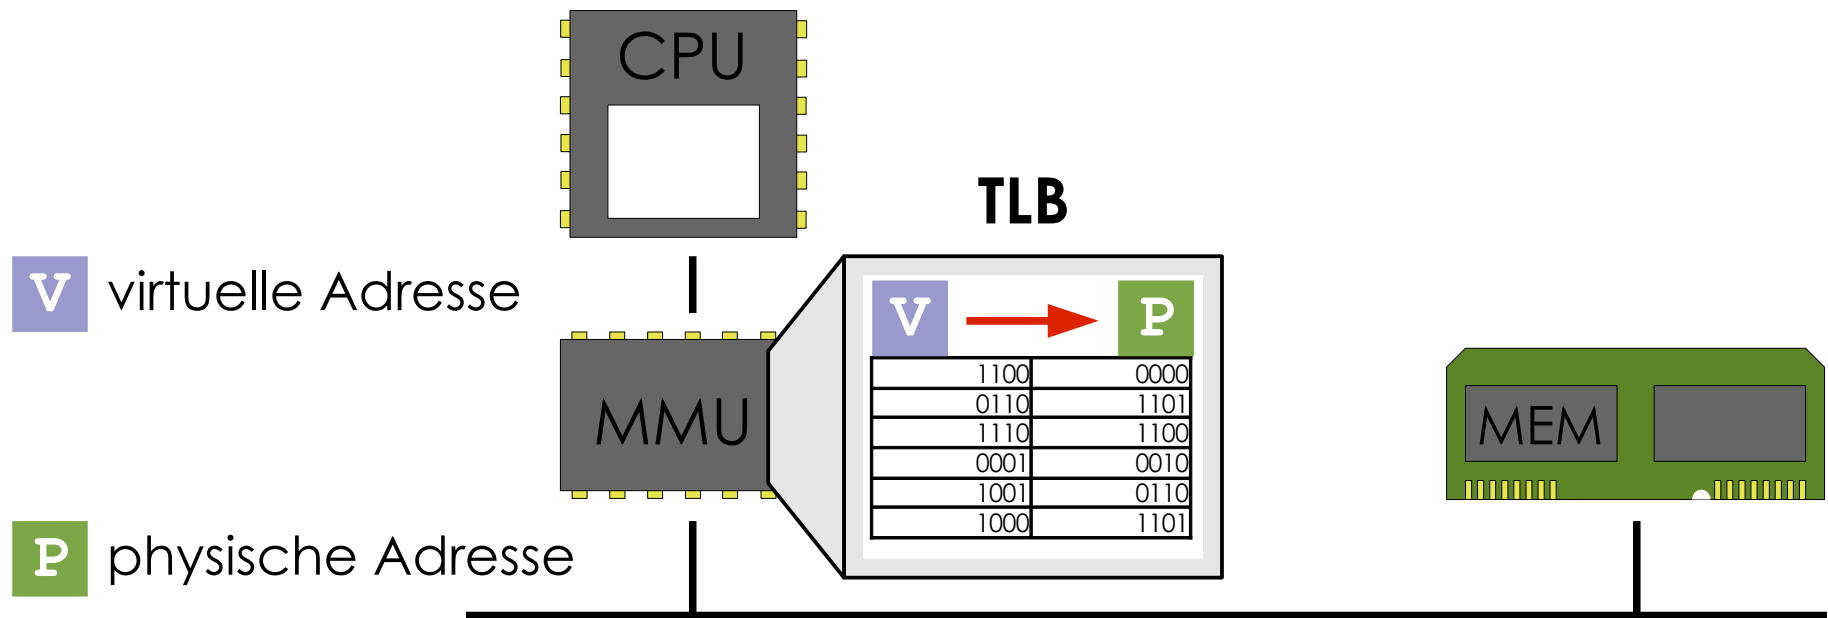 CPU
TLB
V virtuelle Adresse
V P
1100 0000
0110 1101
1110 1100
0001 0010
1001 0110
1000 1101
MMU
MEM
P physische Adresse